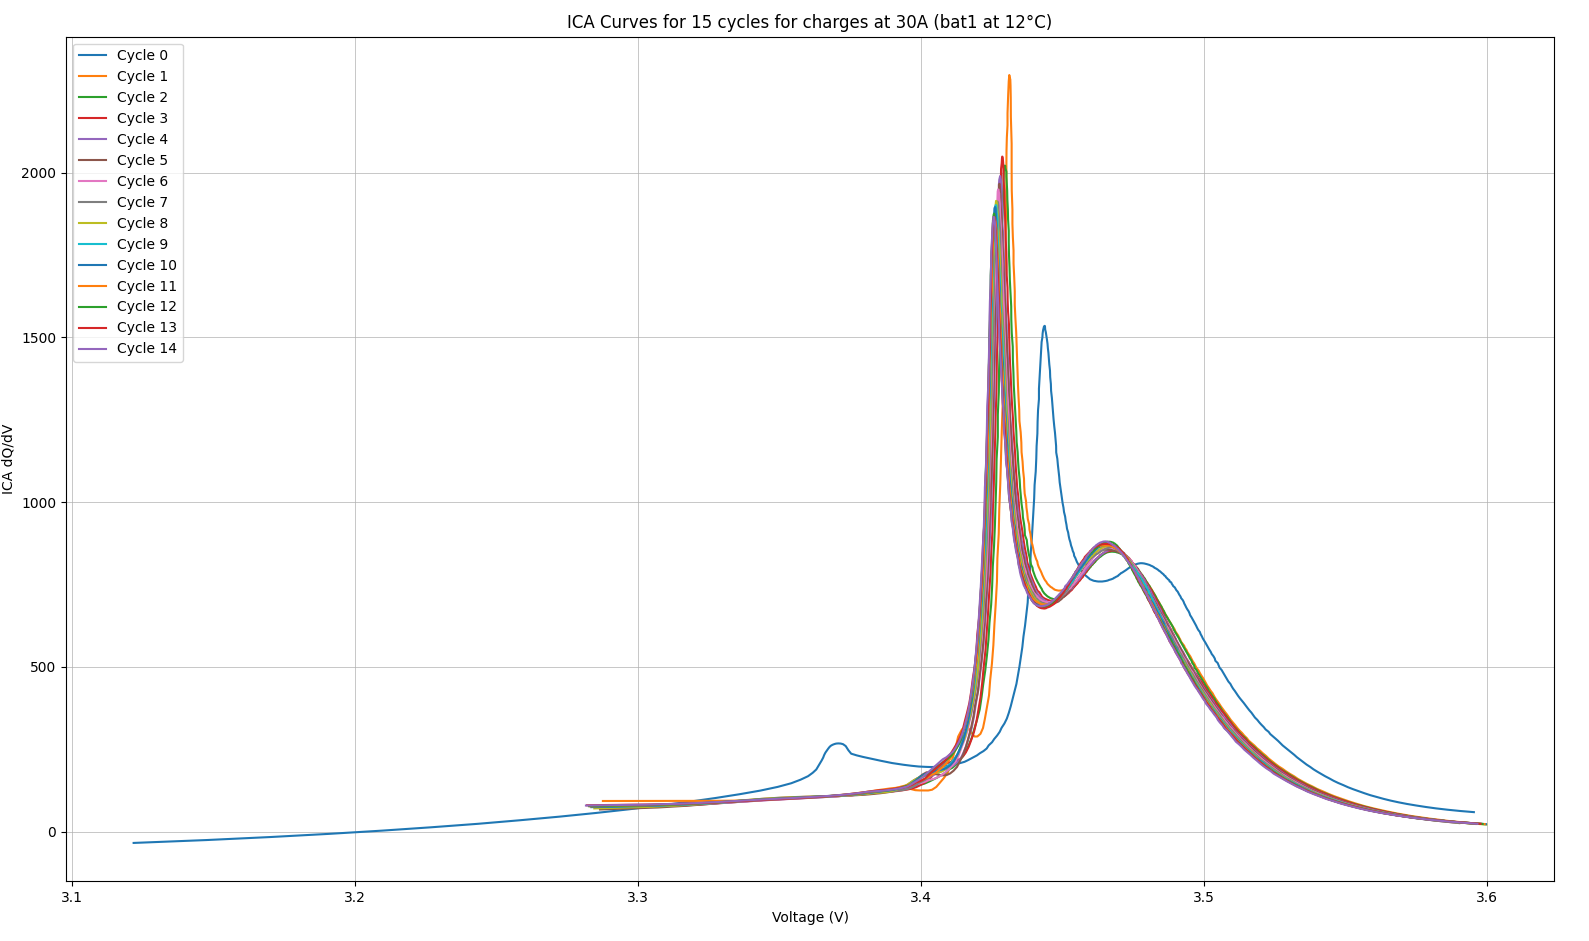 ICA Curves for 15 cycles for charges at 30A (bat1 at 12°C)
Cycle 0
Cycle 1
Cycle 2
Cycle 3
Cycle 4
Cycle 5
Cycle 6
Cycle 7
Cycle 8
Cycle 9
Cycle 10
Cycle 11
Cycle 12
Cycle 13
Cycle 14
2000
1500
1000
500
0
ICA dQ/dV
3.1 3.2 3.3 3.4 3.5 3.6
Voltage (V)